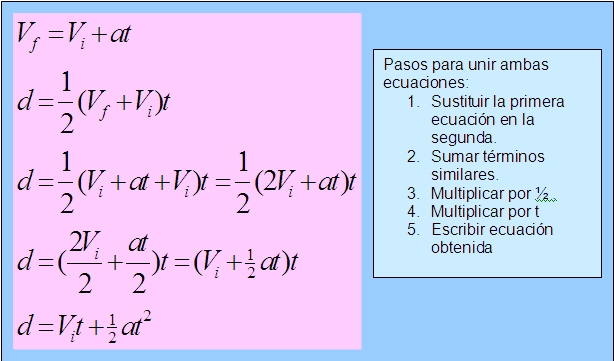 V_f = V_i + at
d = \frac{1}{2}(V_f + V_i)t
d = \frac{1}{2}(V_i + at + V_i)t = \frac{1}{2}(2V_i + at)t
d = (\frac{2V_i}{2} + \frac{at}{2})t = (V_i + \frac{1}{2}at)t
d = V_i t + \frac{1}{2}at^2
Pasos para unir ambas
ecuaciones:
1. Sustituir la primera
ecuación en la
segunda.
2. Sumar términos
similares.
3. Multiplicar por ½
4. Multiplicar por t
5. Escribir ecuación
obtenida